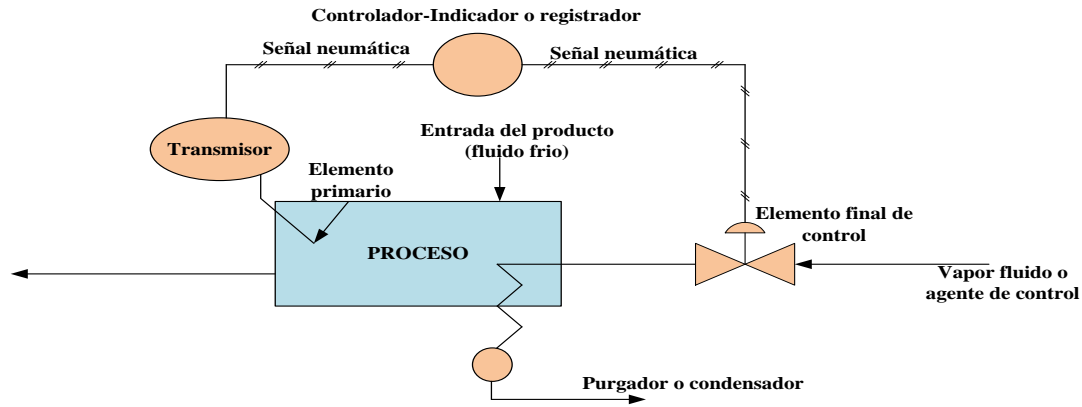 Controlador-Indicador o registrador
Señal neumática
Señal neumática
Transmisor
Entrada del producto
(fluido frio)
Elemento
primario
Elemento final de
control
PROCESO
Vapor fluido o
agente de control
Purgador o condensador